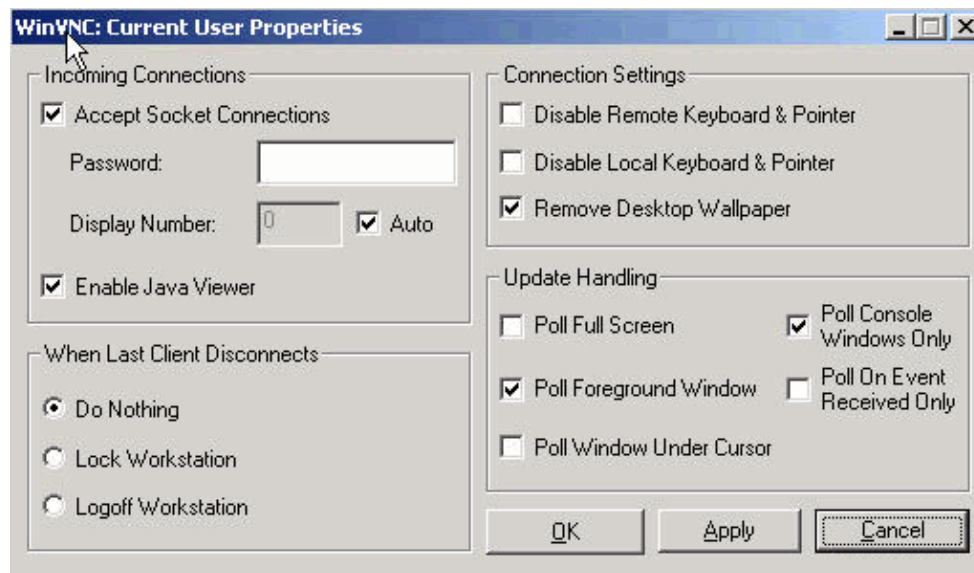 WinVNC: Current User Properties
Incoming Connections
Accept Socket Connections
Password:
Display Number:
0
Auto
Enable Java Viewer
When Last Client Disconnects
Do Nothing
Lock Workstation
Logoff Workstation
Connection Settings
Disable Remote Keyboard & Pointer
Disable Local Keyboard & Pointer
Remove Desktop Wallpaper
Update Handling
Poll Full Screen
Poll Console
Windows Only
Poll Foreground Window
Poll On Event
Received Only
Poll Window Under Cursor
OK
Apply
Cancel